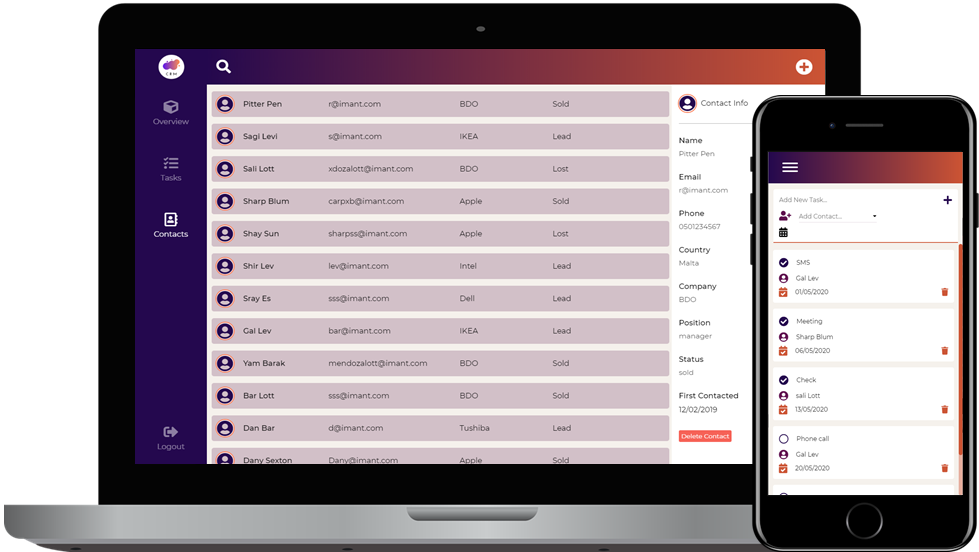 CRM
Overview
Tasks
Contacts
Logout
Pitter Pen r@imant.com BDO Sold
Sagi Levi s@imant.com IKEA Lead
Sali Lott xdozalott@imant.com BDO Lost
Sharp Blum carpxb@imant.com Apple Sold
Shay Sun sharpss@imant.com Apple Lost
Shir Lev lev@imant.com Intel Lead
Sray Es sss@imant.com Dell Lead
Gal Lev bar@imant.com IKEA Lead
Yam Barak mendozalott@imant.com BDO Sold
Bar Lott sss@imant.com BDO Sold
Dan Bar d@imant.com Tushiba Lead
Dany Sexton Dany@imant.com Apple Sold
Contact Info
Name
Pitter Pen
Email
r@imant.com
Phone
0501234567
Country
Malta
Company
BDO
Position
manager
Status
sold
First Contacted
12/02/2019
Delete Contact
Add New Task...
Add Contact...
SMS
Gal Lev
01/05/2020
Meeting
Sharp Blum
06/05/2020
Check
sali Lott
13/05/2020
Phone call
Gal Lev
20/05/2020